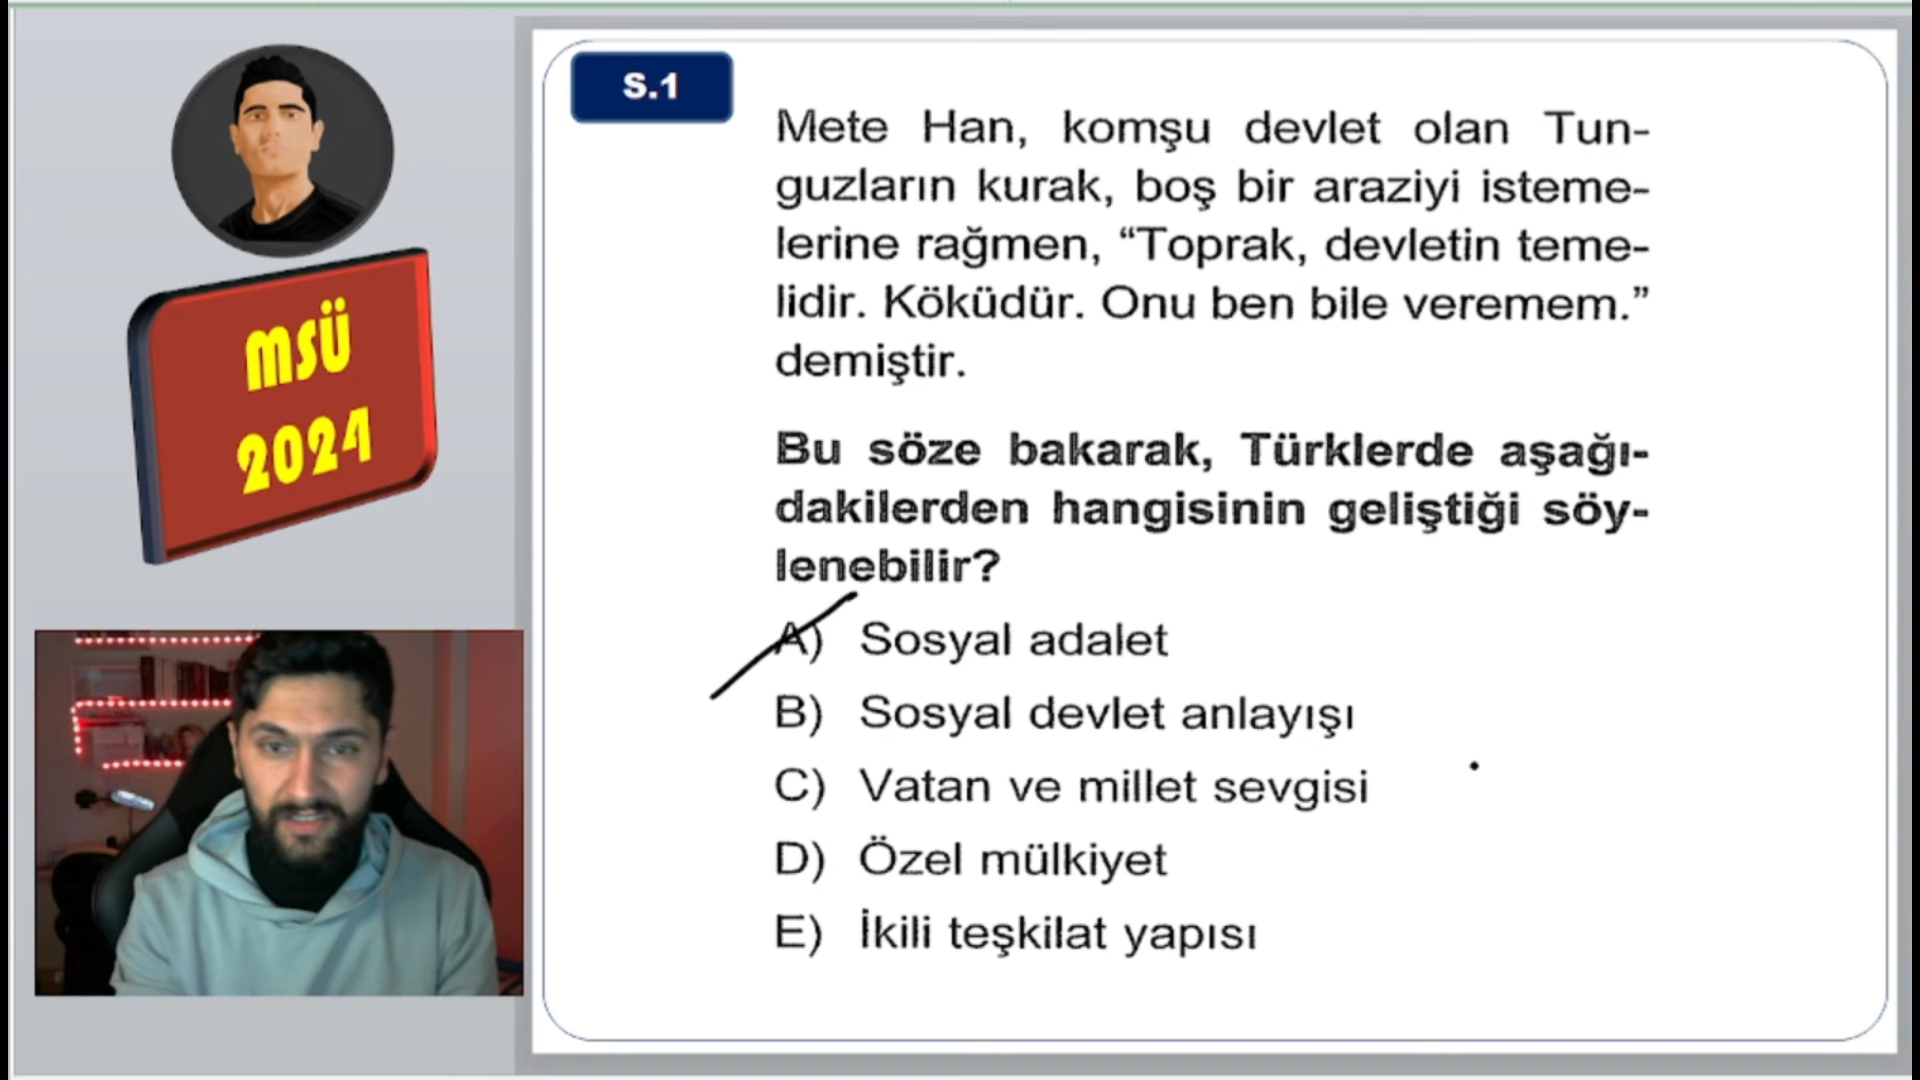 MSÜ
2024
S.1
Mete Han, komşu devlet olan Tun-
guzların kurak, boş bir araziyi isteme-
lerine rağmen, “Toprak, devletin teme-
lidir. Köküdür. Onu ben bile veremem.”
demiştir.
Bu söze bakarak, Türklerde aşağı-
dakilerden hangisinin geliştiği söy-
lenebilir?
A) Sosyal adalet
B) Sosyal devlet anlayışı
C) Vatan ve millet sevgisi
D) Özel mülkiyet
E) İkili teşkilat yapısı